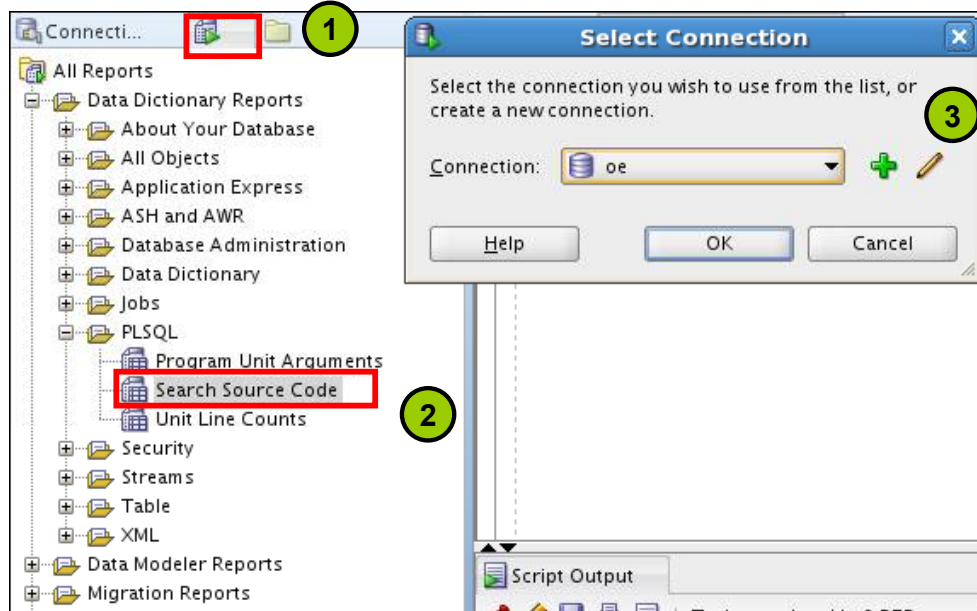 Connecti...
1
All Reports
Data Dictionary Reports
About Your Database
All Objects
Application Express
ASH and AWR
Database Administration
Data Dictionary
Jobs
PLSQL
Program Unit Arguments
Search Source Code
2
Unit Line Counts
Security
Streams
Table
XML
Data Modeler Reports
Migration Reports
Select Connection
Select the connection you wish to use from the list, or
create a new connection.
3
Connection: oe
Help OK Cancel
Script Output